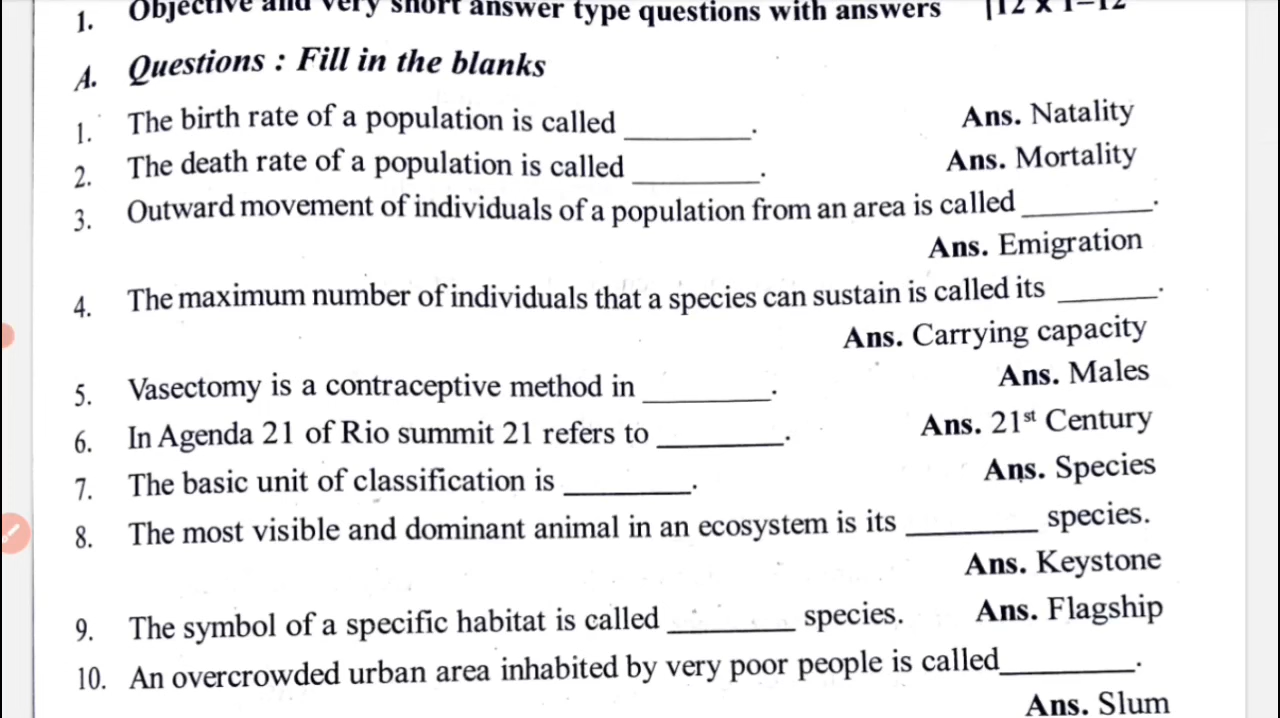 1. Objective and very short answer type questions with answers [12 x 1=12
A. Questions : Fill in the blanks
1. The birth rate of a population is called ________. Ans. Natality
2. The death rate of a population is called ________. Ans. Mortality
3. Outward movement of individuals of a population from an area is called ________.
Ans. Emigration
4. The maximum number of individuals that a species can sustain is called its ______.
Ans. Carrying capacity
5. Vasectomy is a contraceptive method in ________. Ans. Males
6. In Agenda 21 of Rio summit 21 refers to ________. Ans. 21st Century
7. The basic unit of classification is ________. Ans. Species
8. The most visible and dominant animal in an ecosystem is its ________ species.
Ans. Keystone
9. The symbol of a specific habitat is called ________ species. Ans. Flagship
10. An overcrowded urban area inhabited by very poor people is called________.
Ans. Slum